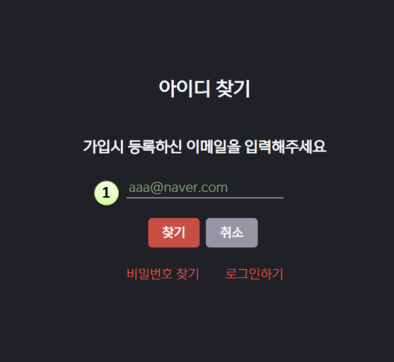 아이디 찾기
가입시 등록하신 이메일을 입력해주세요
1 aaa@naver.com
찾기 취소
비밀번호 찾기 로그인하기